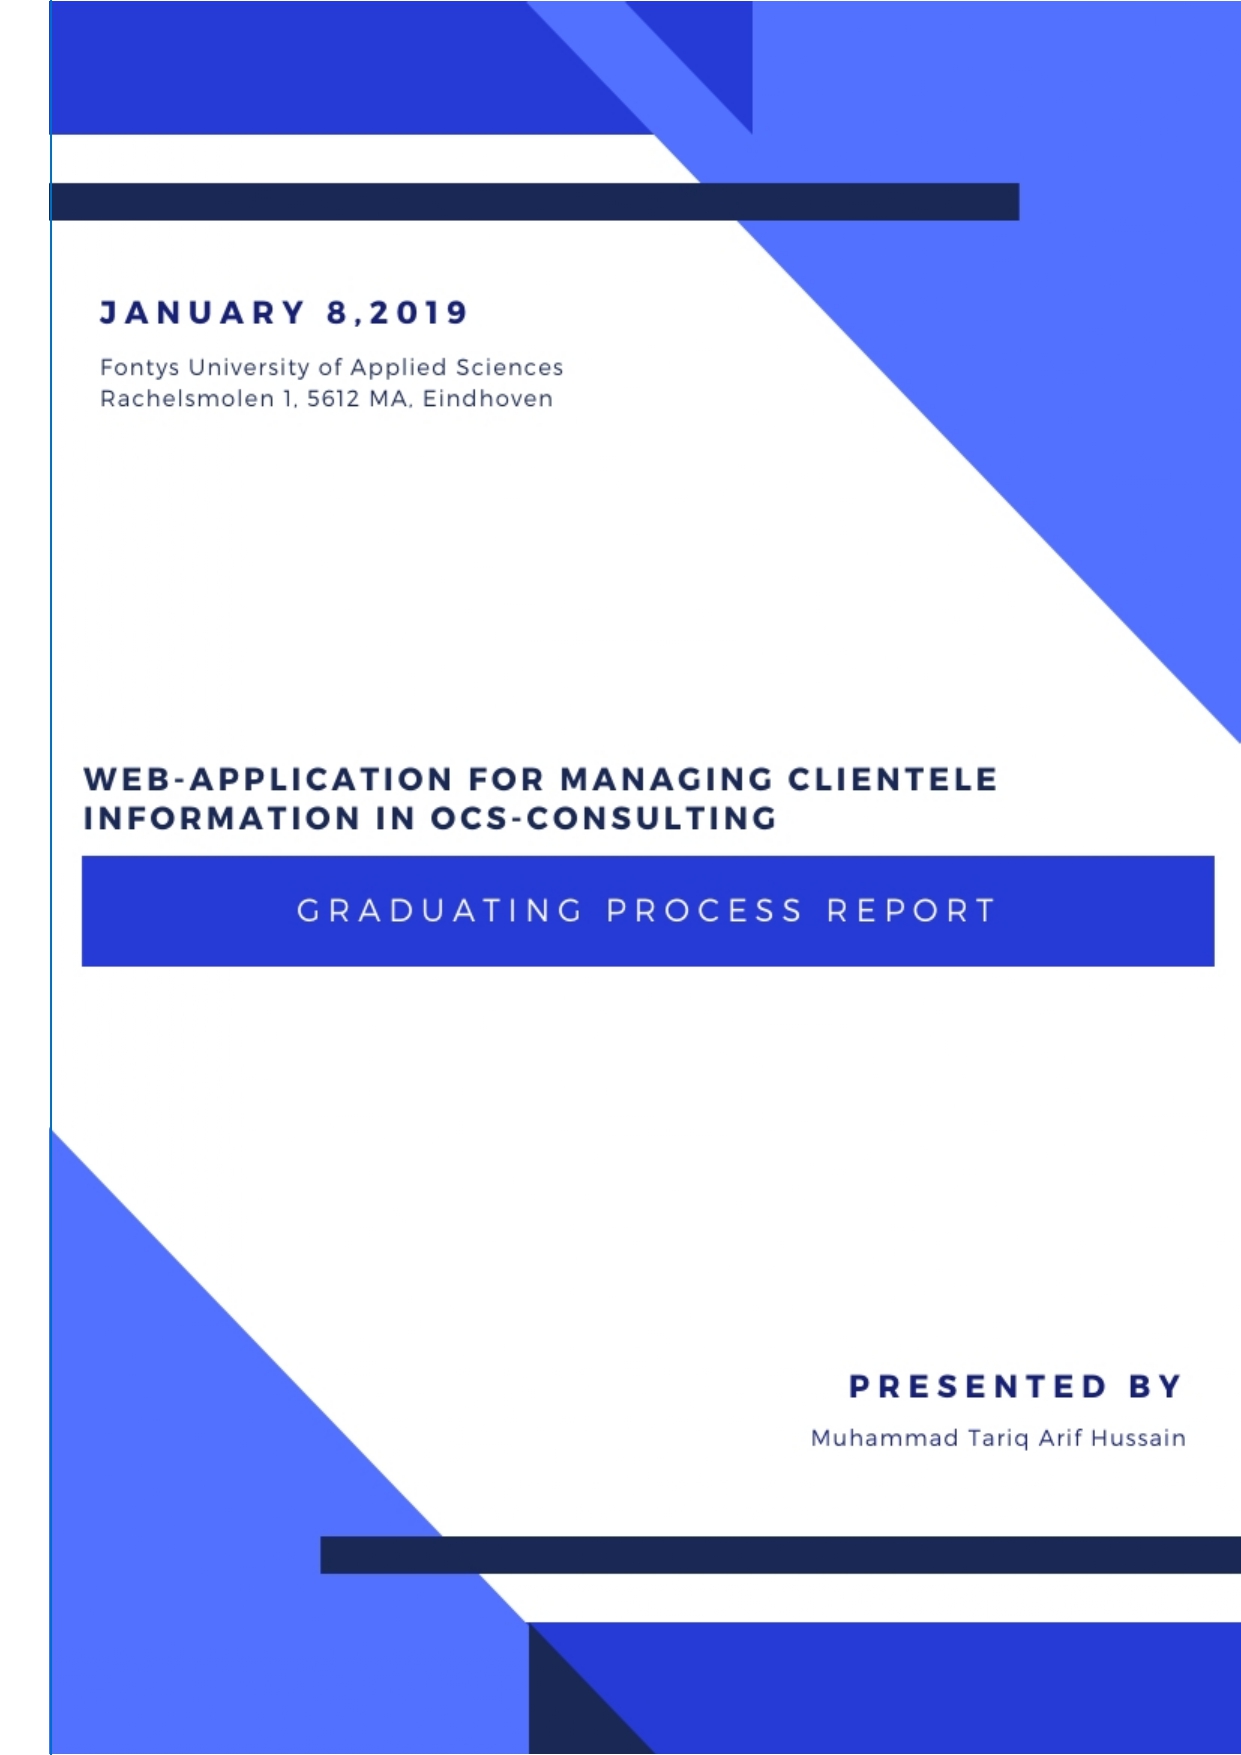 JANUARY 8,2019
Fontys University of Applied Sciences
Rachelsmolen 1, 5612 MA, Eindhoven
WEB-APPLICATION FOR MANAGING CLIENTELE
INFORMATION IN OCS-CONSULTING
GRADUATING PROCESS REPORT
PRESENTED BY
Muhammad Tariq Arif Hussain